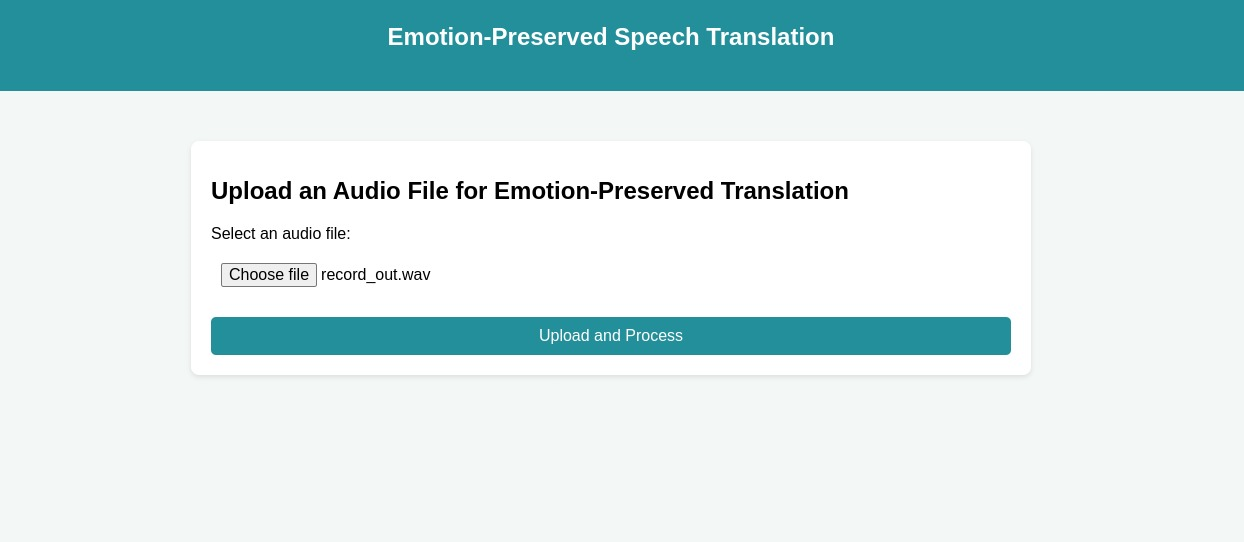 Emotion-Preserved Speech Translation
Upload an Audio File for Emotion-Preserved Translation
Select an audio file:
Choose file record_out.wav
Upload and Process